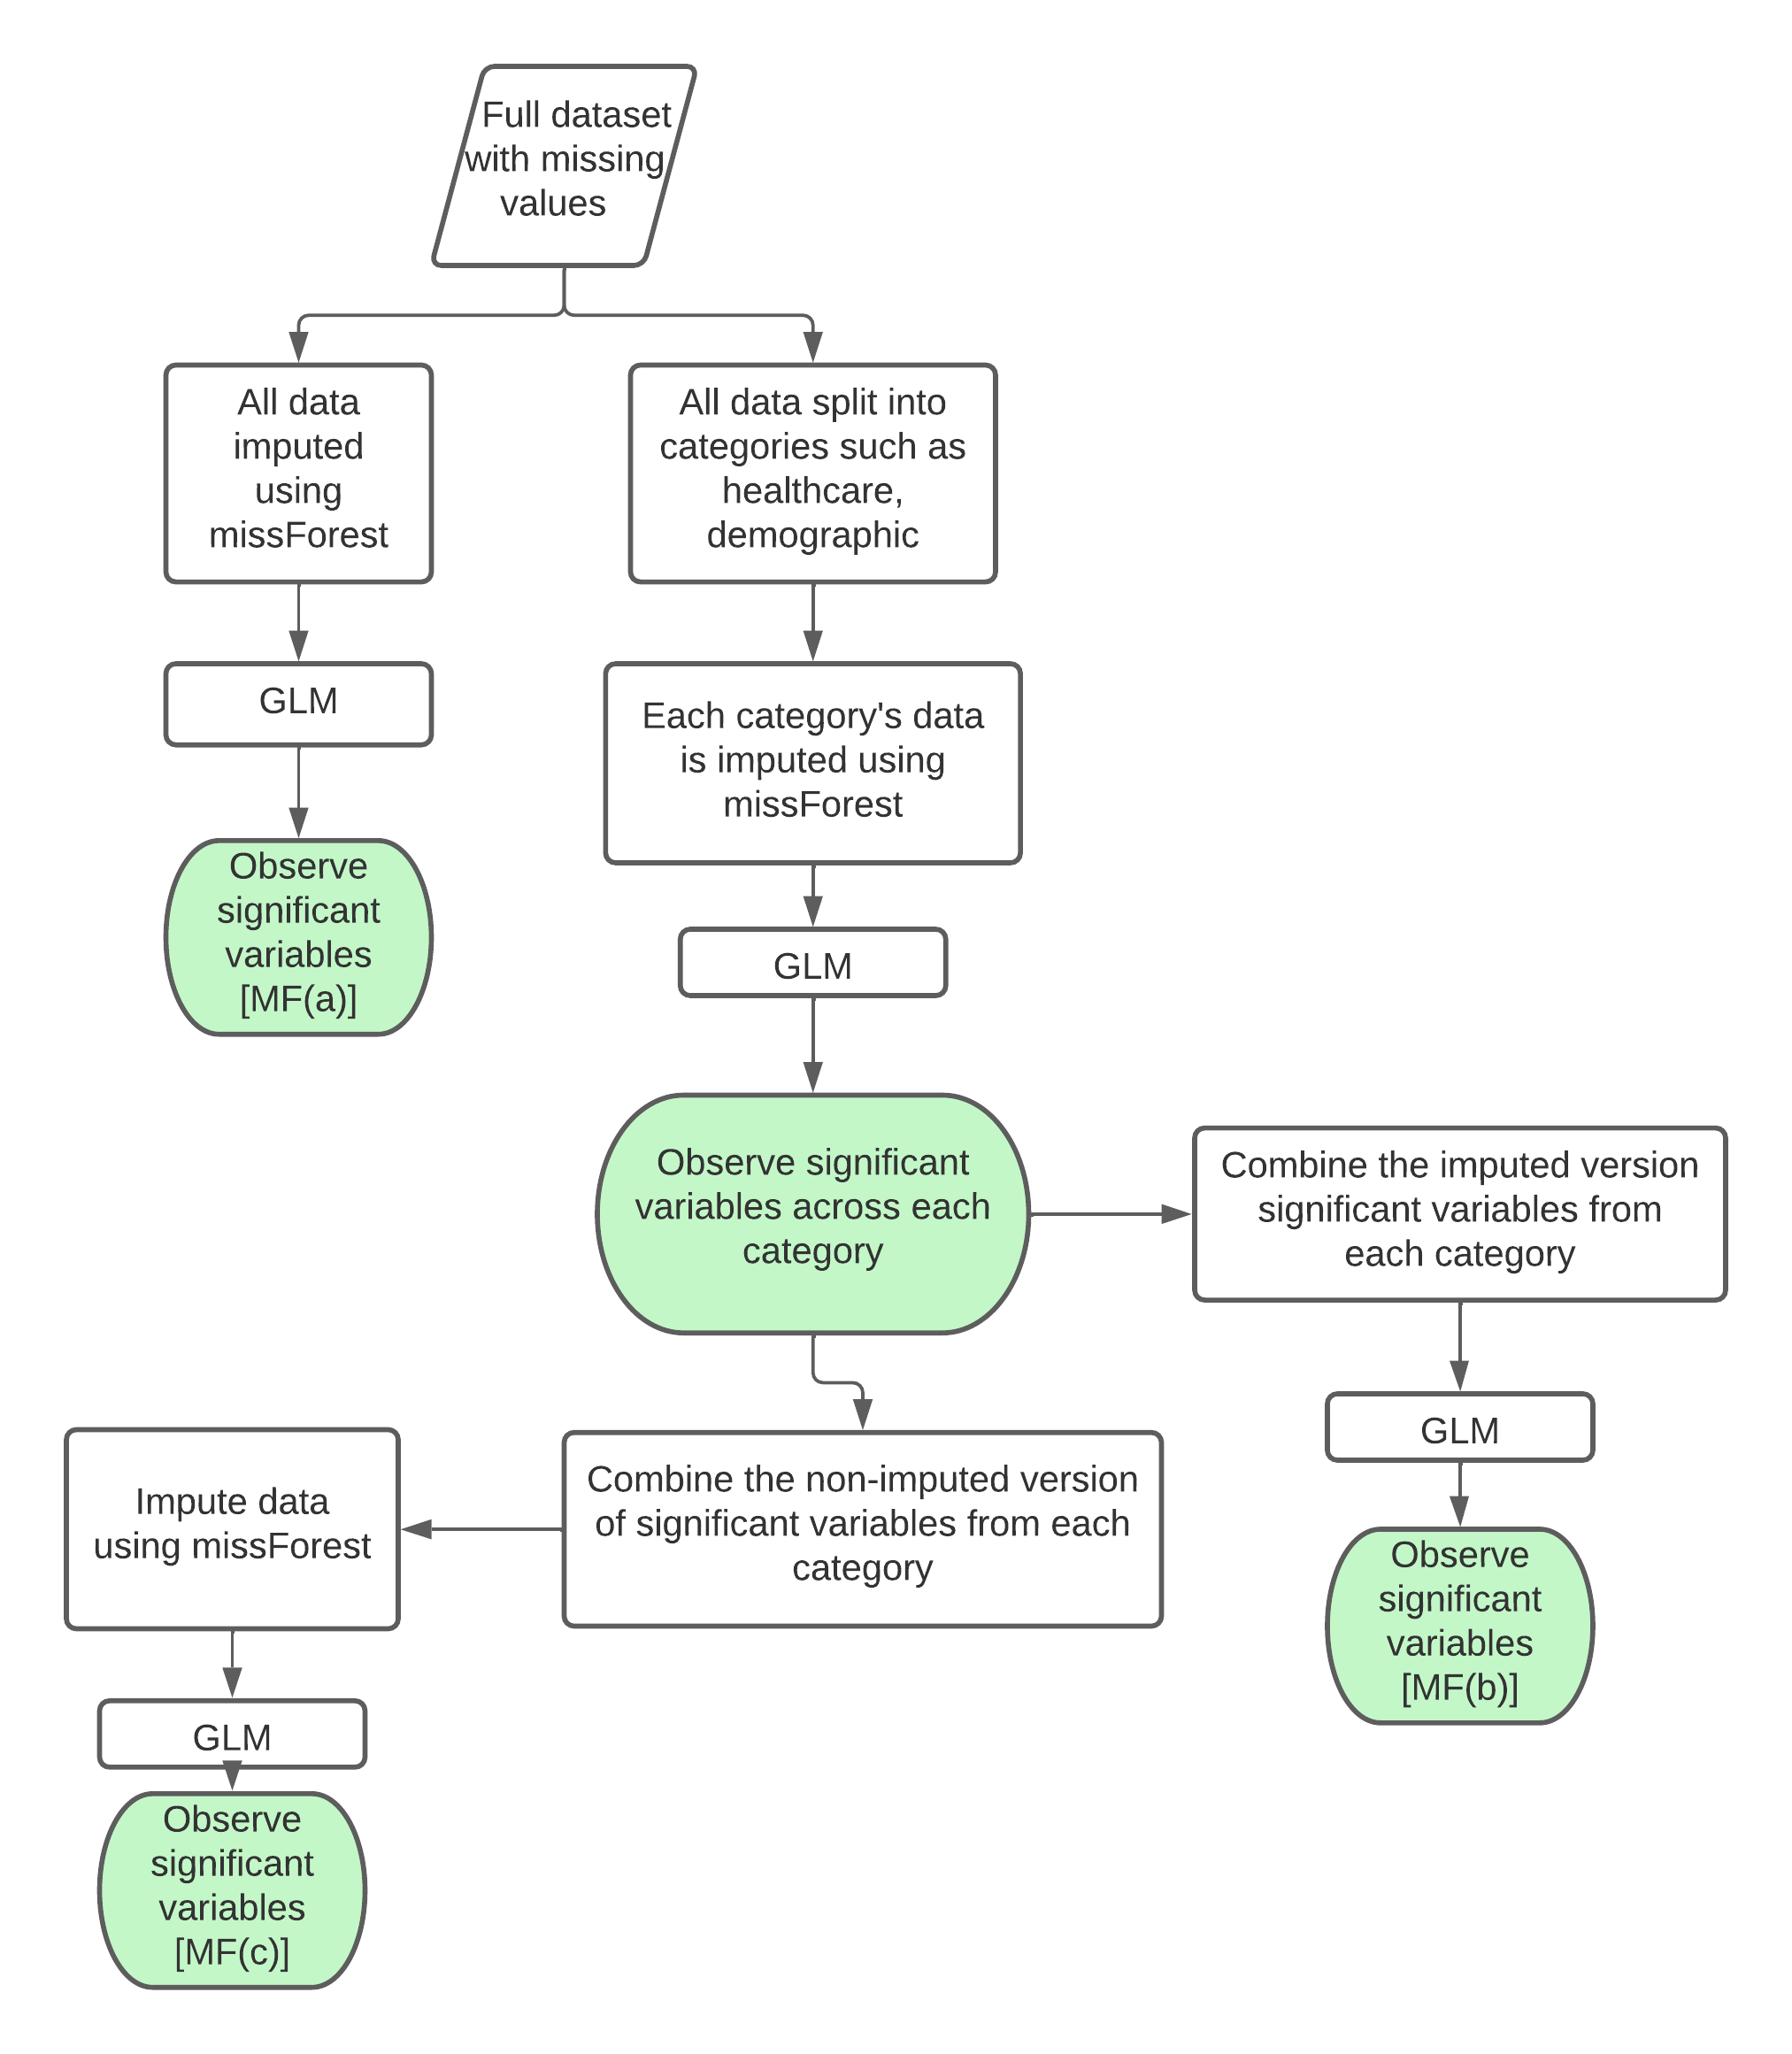 Full dataset
with missing
values
All data
imputed
using
missForest
All data split into
categories such as
healthcare,
demographic
GLM
Each category's data
is imputed using
missForest
Observe
significant
variables
[MF(a)]
GLM
Observe significant
variables across each
category
Combine the imputed version
significant variables from
each category
GLM
Combine the non-imputed version
of significant variables from each
category
Impute data
using missForest
Observe
significant
variables
[MF(b)]
GLM
Observe
significant
variables
[MF(c)]